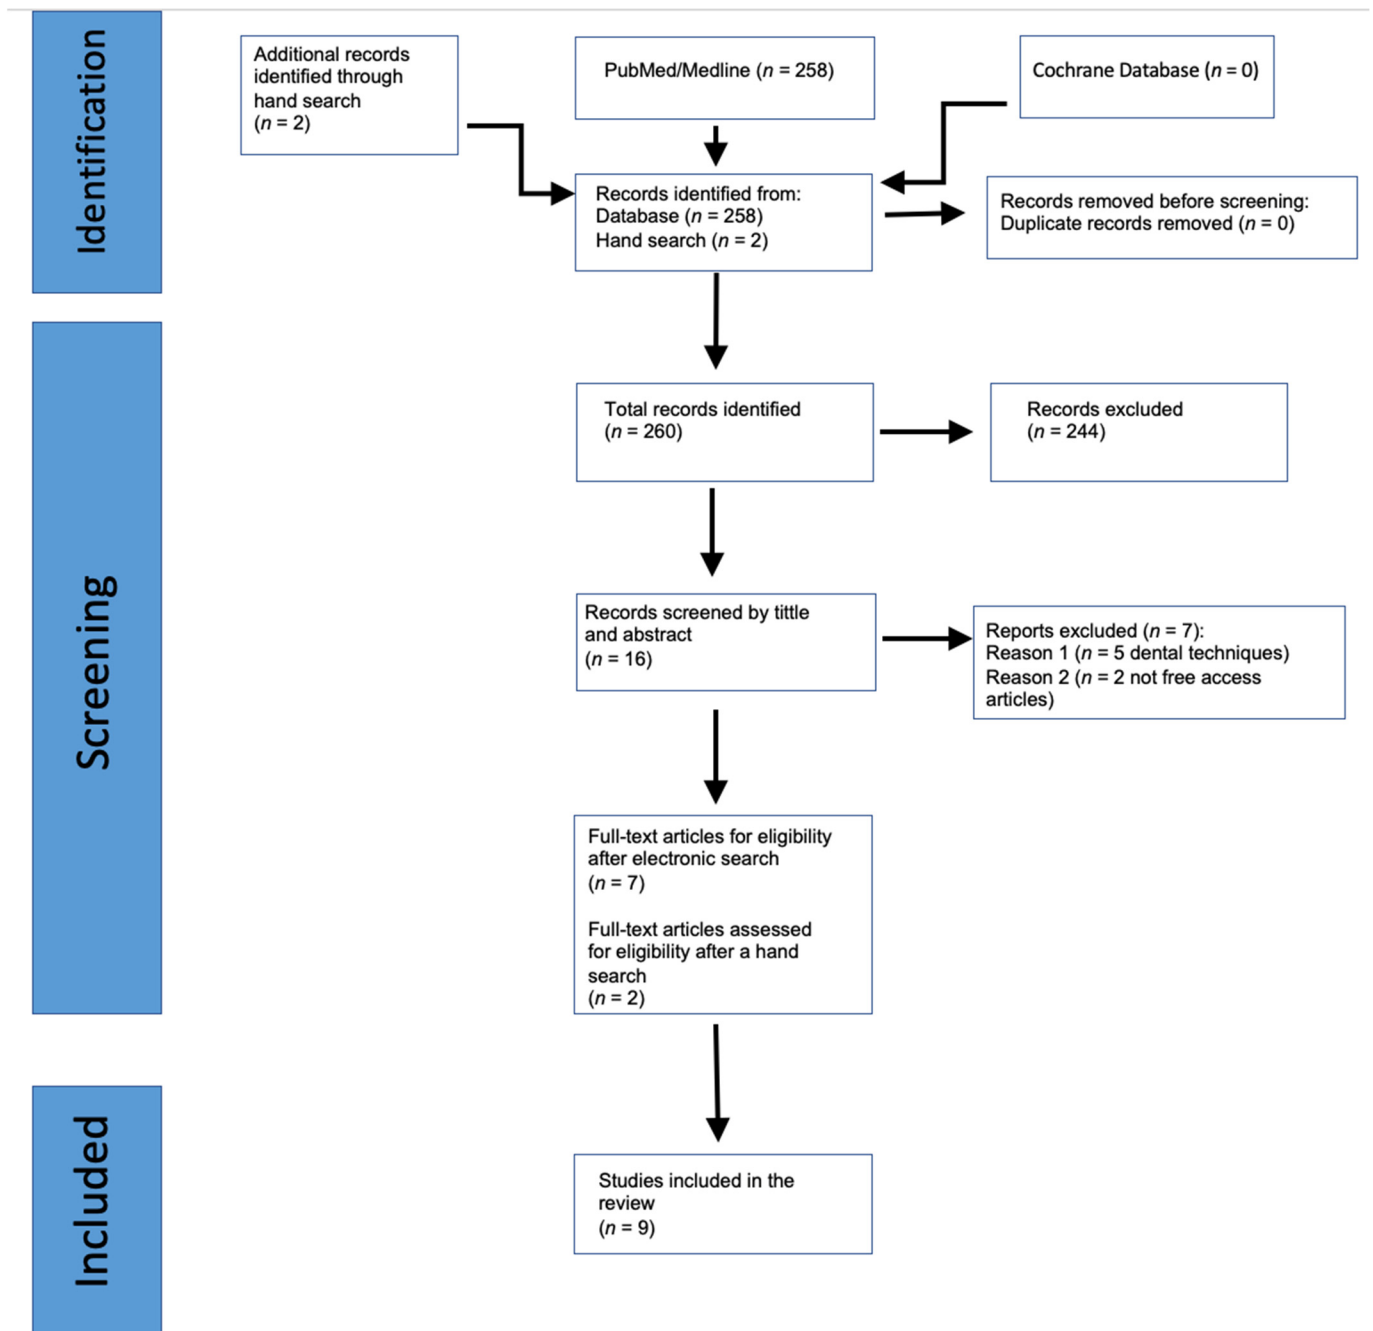 Identification
Additional records
identified through
hand search
(n = 2)
PubMed/Medline (n = 258)
Cochrane Database (n = 0)
Records identified from:
Database (n = 258)
Hand search (n = 2)
Records removed before screening:
Duplicate records removed (n = 0)
Screening
Total records identified
(n = 260)
Records excluded
(n = 244)
Records screened by tittle
and abstract
(n = 16)
Reports excluded (n = 7):
Reason 1 (n = 5 dental techniques)
Reason 2 (n = 2 not free access
articles)
Full-text articles for eligibility
after electronic search
(n = 7)
Full-text articles assessed
for eligibility after a hand
search
(n = 2)
Included
Studies included in the
review
(n = 9)